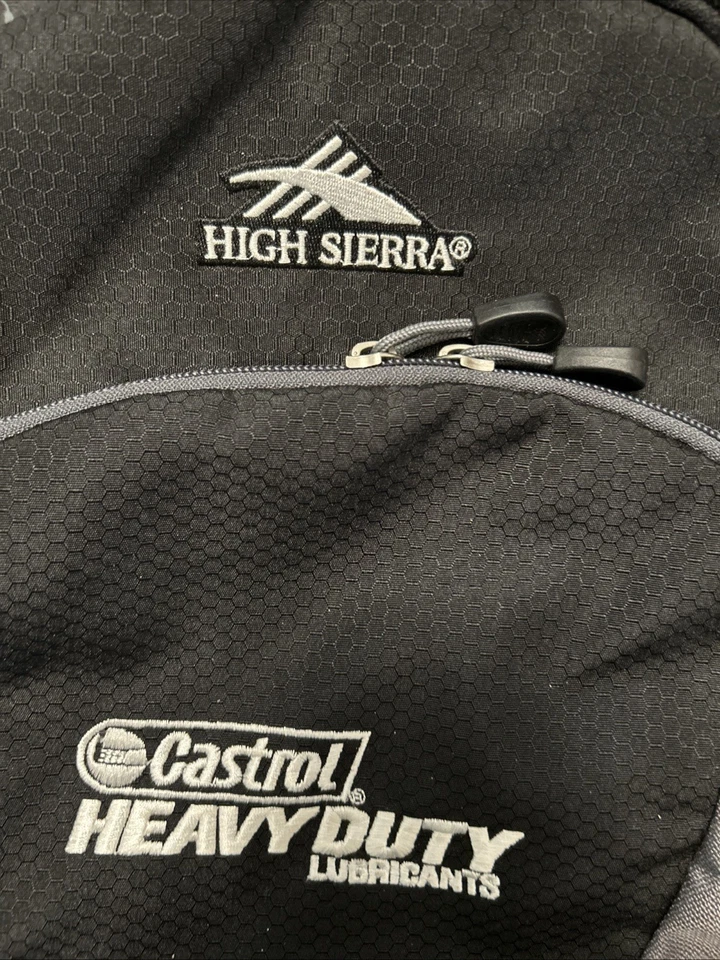 HIGH SIERRA®
Castrol®
HEAVY DUTY
LUBRICANTS